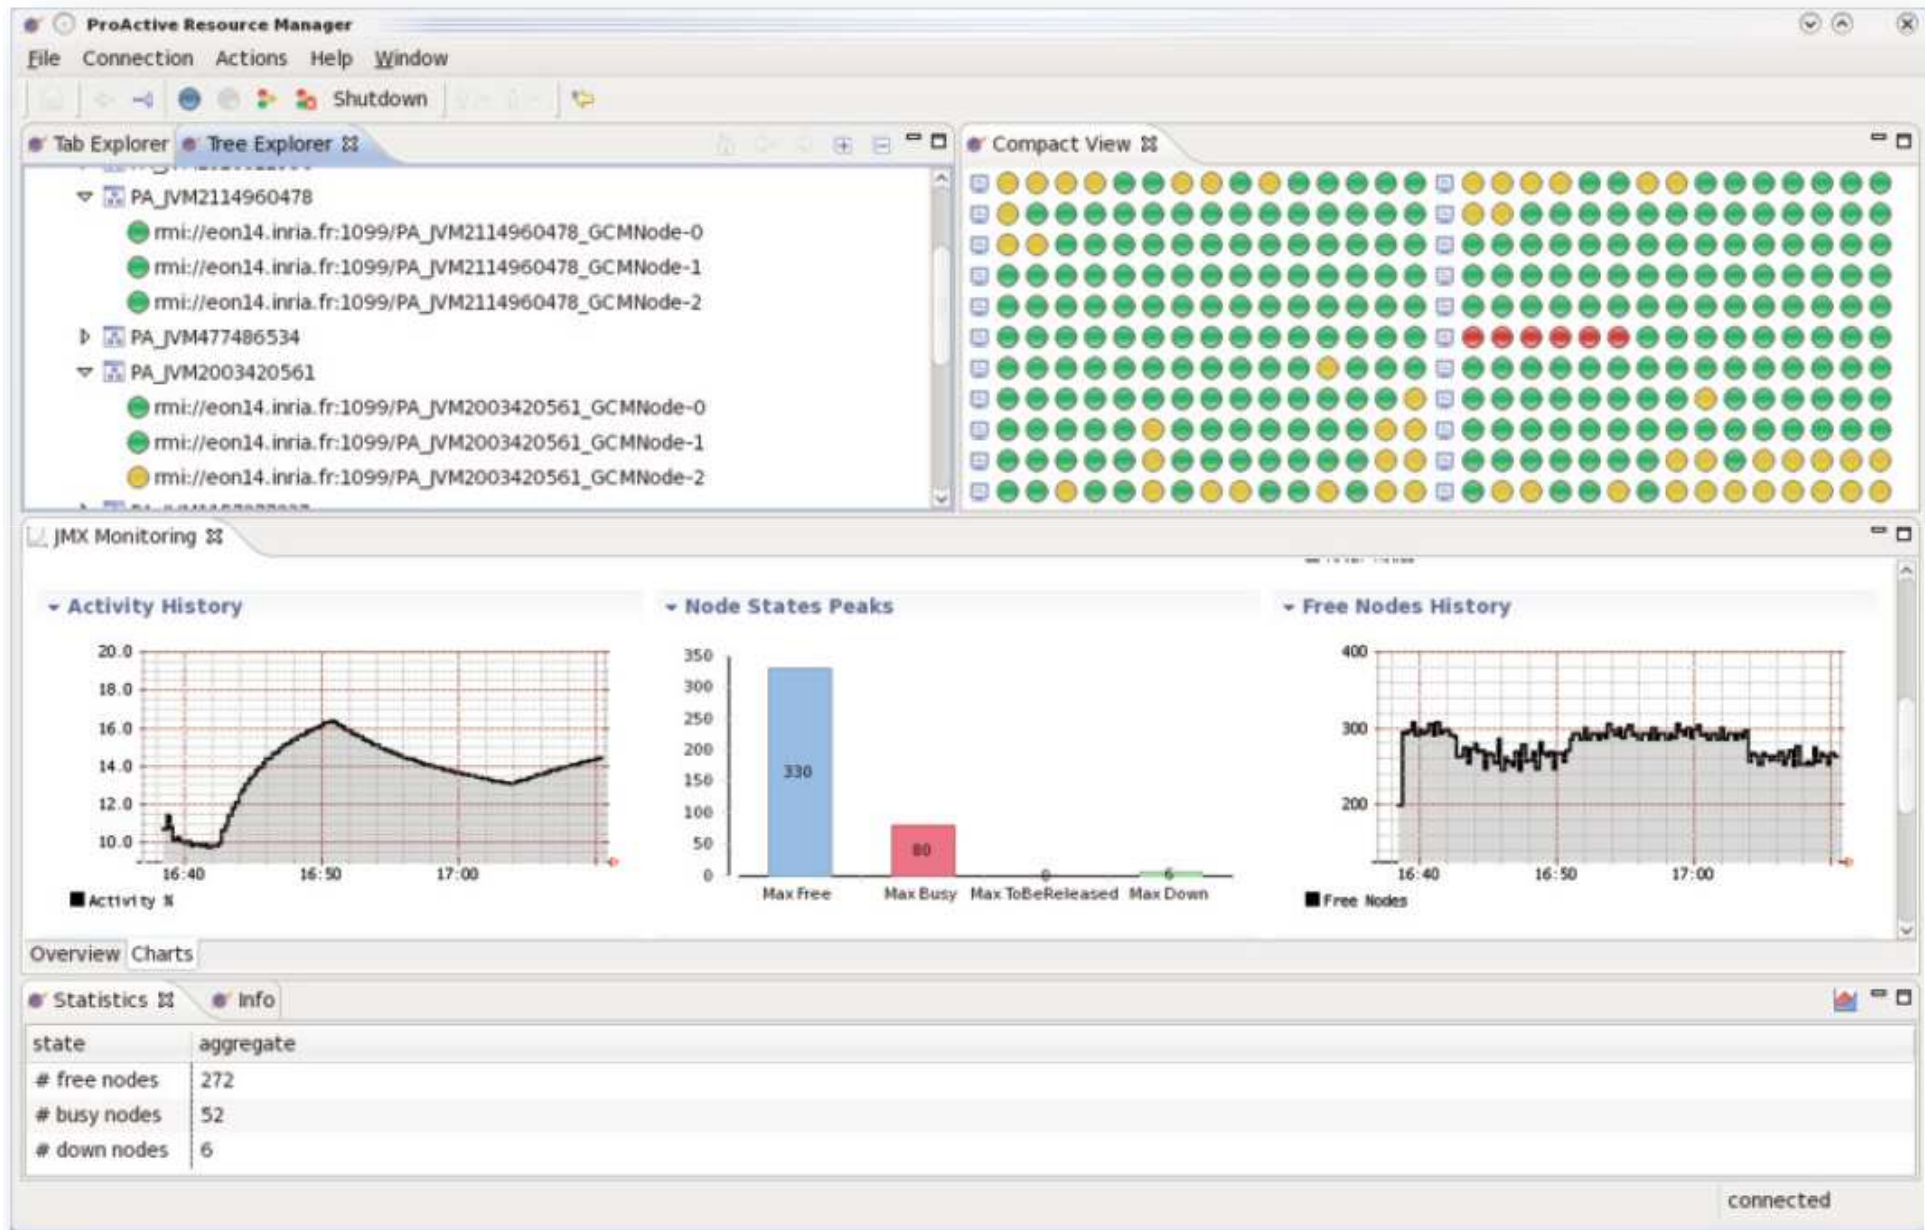 ProActive Resource Manager
File Connection Actions Help Window
Shutdown
Tab Explorer Tree Explorer
PA_JVM2114960478
rmi://eon14.inria.fr:1099/PA_JVM2114960478_GCMNode-0
rmi://eon14.inria.fr:1099/PA_JVM2114960478_GCMNode-1
rmi://eon14.inria.fr:1099/PA_JVM2114960478_GCMNode-2
PA_JVM477486534
PA_JVM2003420561
rmi://eon14.inria.fr:1099/PA_JVM2003420561_GCMNode-0
rmi://eon14.inria.fr:1099/PA_JVM2003420561_GCMNode-1
rmi://eon14.inria.fr:1099/PA_JVM2003420561_GCMNode-2
Compact View
JMX Monitoring
Activity History
20.0
18.0
16.0
14.0
12.0
10.0
16:40 16:50 17:00
Activity %
Node States Peaks
350
300
250
200
150
100
50
0
330
80
0
6
Max Free Max Busy Max ToBeReleased Max Down
Free Nodes History
400
300
200
16:40 16:50 17:00
Free Nodes
Overview Charts
Statistics Info
state aggregate
# free nodes 272
# busy nodes 52
# down nodes 6
connected